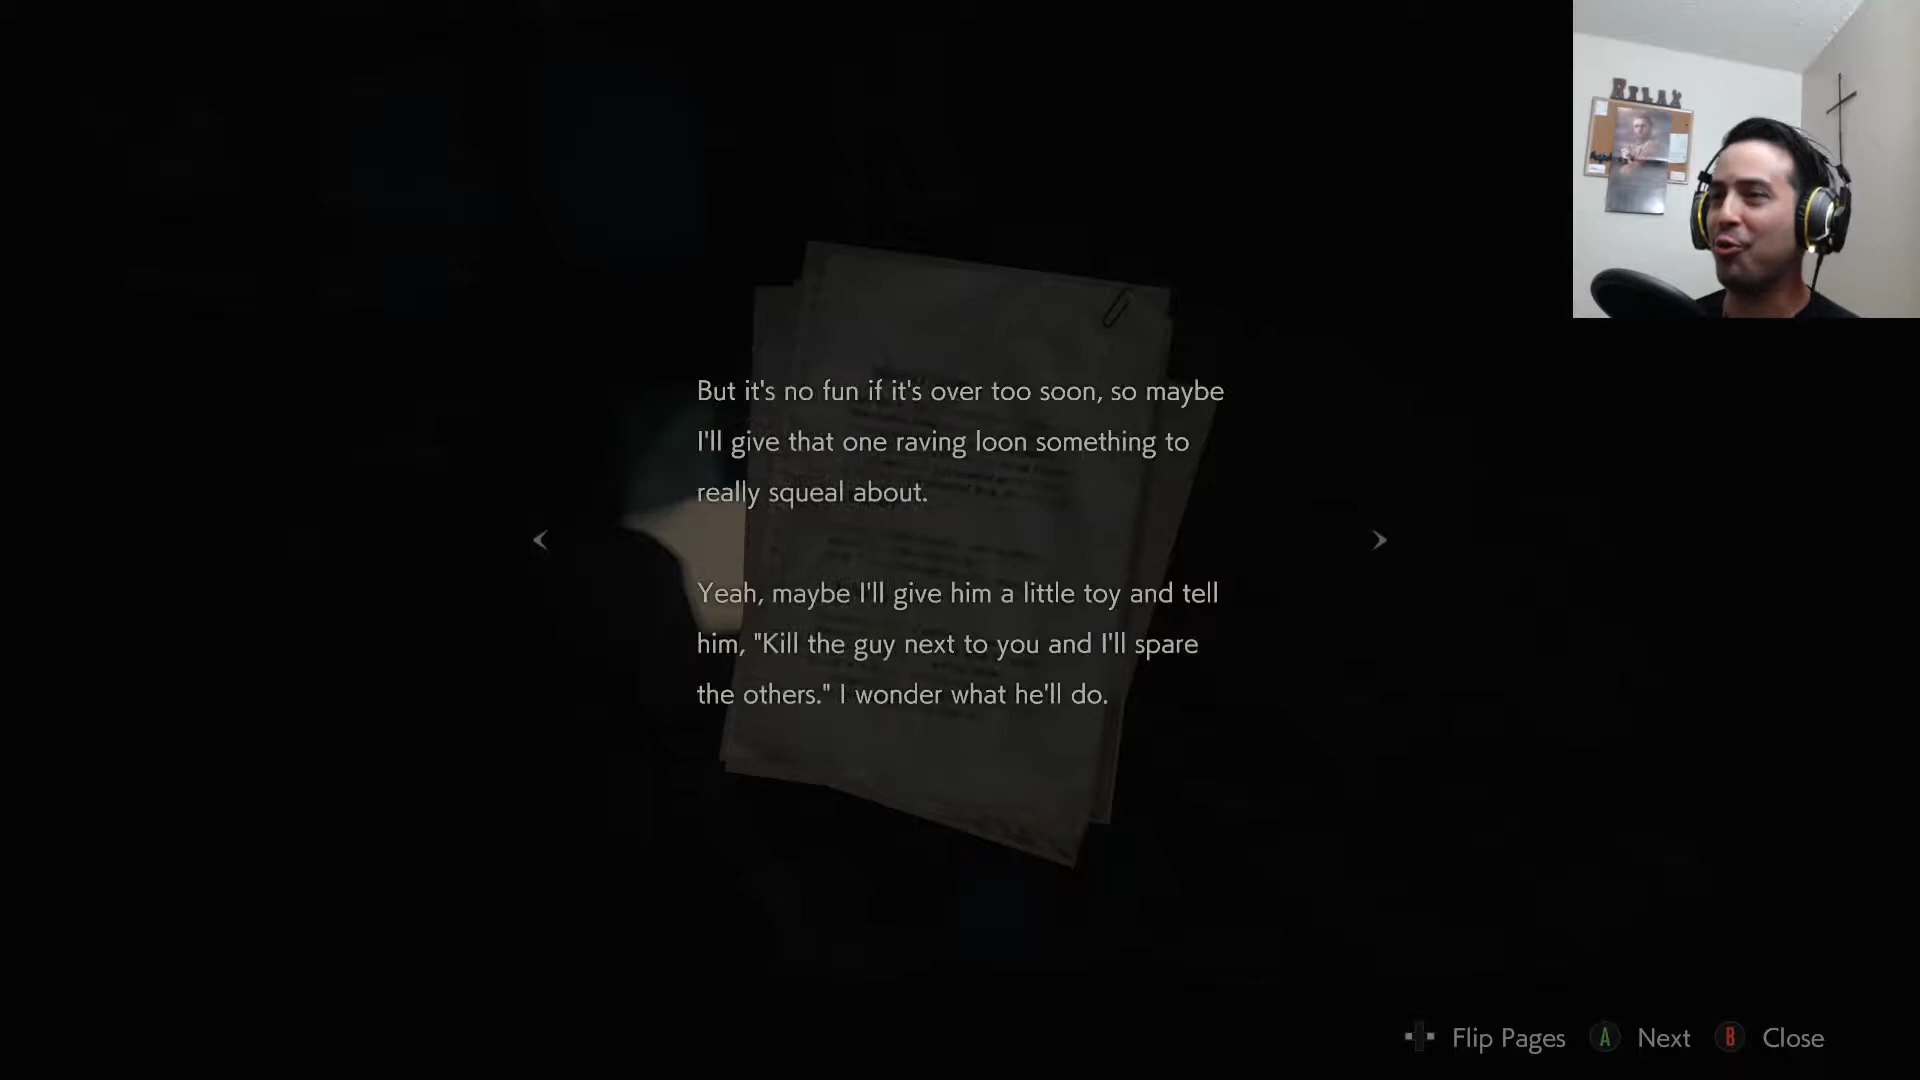 RELAX
But it's no fun if it's over too soon, so maybe
I'll give that one raving loon something to
really squeal about.
Yeah, maybe I'll give him a little toy and tell
him, "Kill the guy next to you and I'll spare
the others." I wonder what he'll do.
Flip Pages A Next B Close